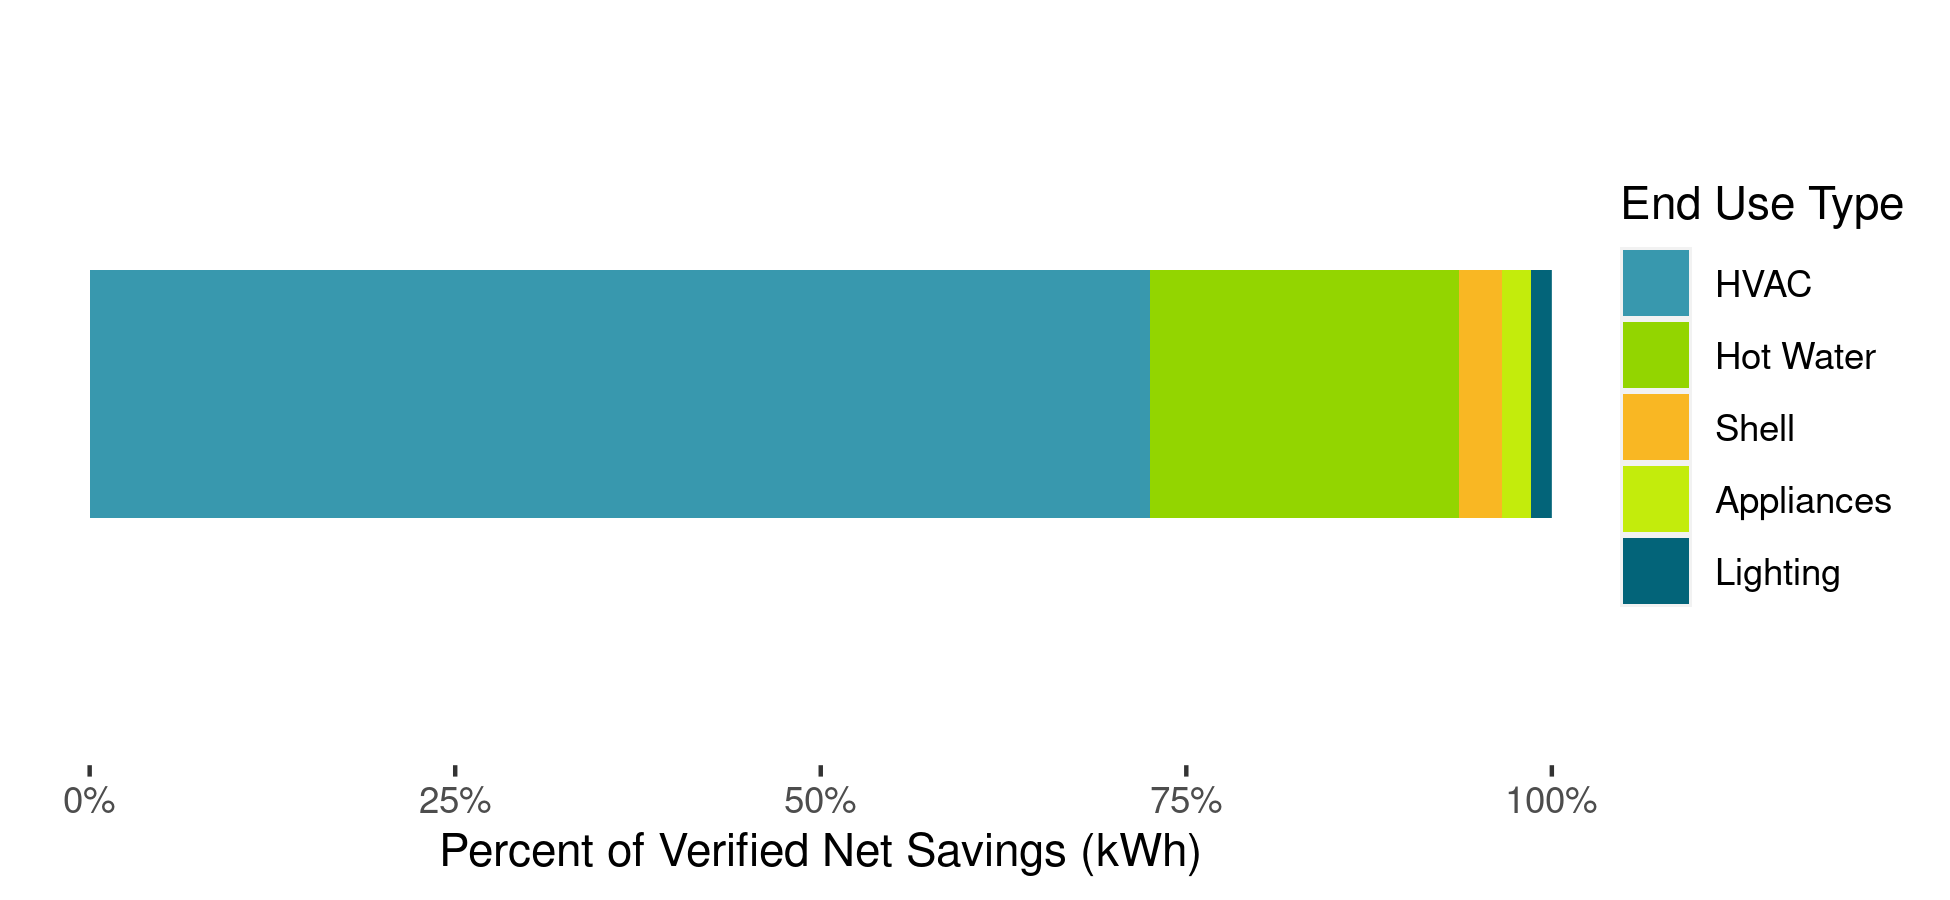 End Use Type
HVAC
Hot Water
Shell
Appliances
Lighting
0% 25% 50% 75% 100%
Percent of Verified Net Savings (kWh)